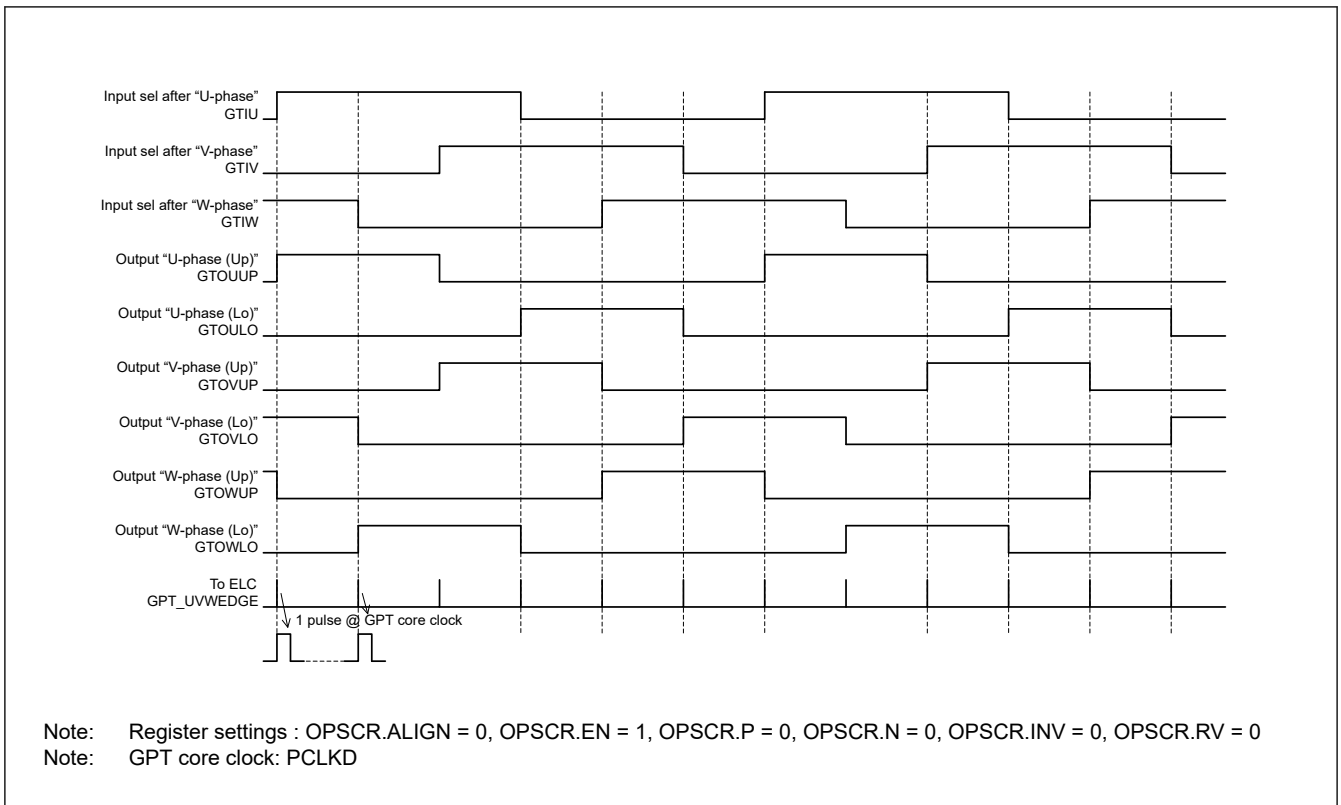 Input sel after “U-phase”
GTIU
Input sel after “V-phase”
GTIV
Input sel after “W-phase”
GTIW
Output “U-phase (Up)”
GTOUUP
Output “U-phase (Lo)”
GTOULO
Output “V-phase (Up)”
GTOVUP
Output “V-phase (Lo)”
GTOVLO
Output “W-phase (Up)”
GTOWUP
Output “W-phase (Lo)”
GTOWLO
To ELC
GPT_UVWEDGE
1 pulse @ GPT core clock
Note: Register settings : OPSCR.ALIGN = 0, OPSCR.EN = 1, OPSCR.P = 0, OPSCR.N = 0, OPSCR.INV = 0, OPSCR.RV = 0
Note: GPT core clock: PCLKD